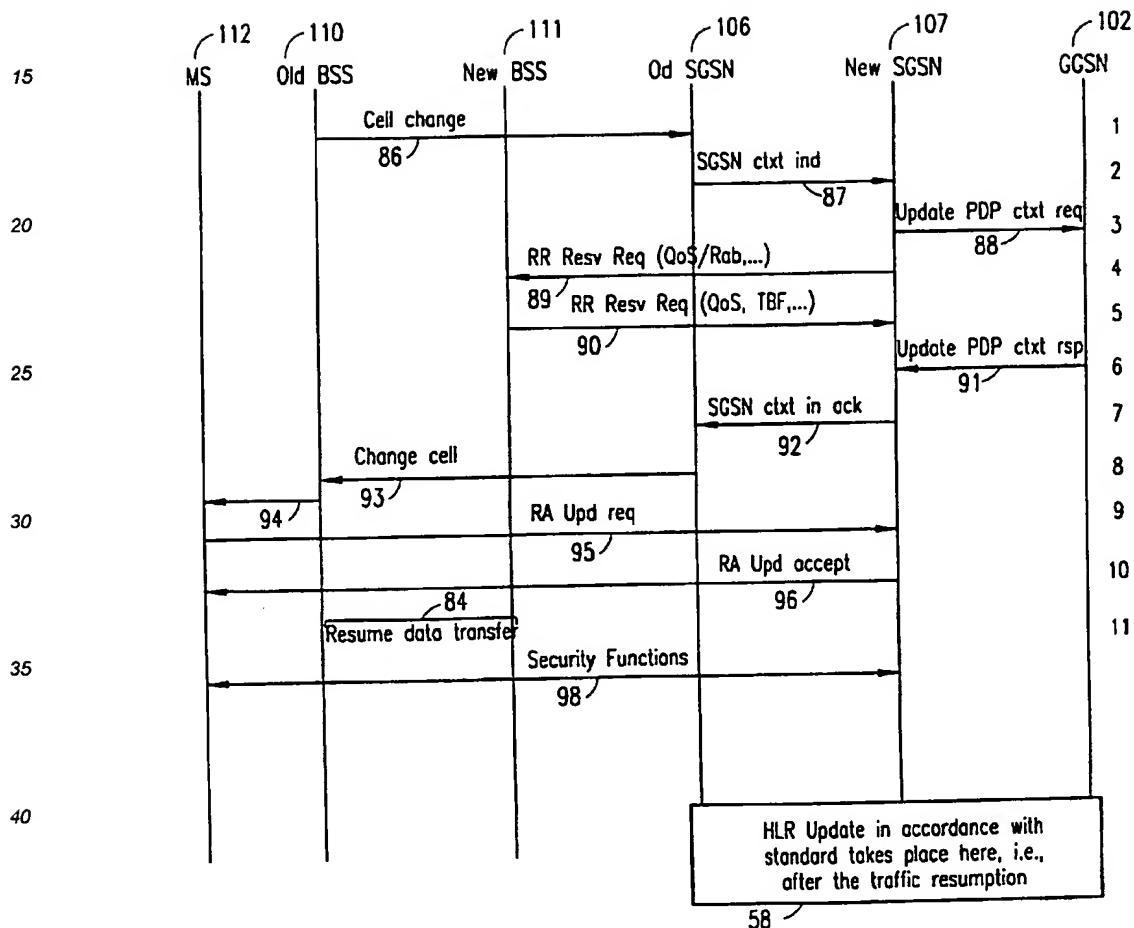 112 110 111 106 107 102
15 MS Old BSS New BSS Od SGSN New SGSN GGSN
Cell change 1
86
SGSN ctxt ind 2
87
20 Update PDP ctxt req 3
88
RR Resv Req (QoS/Rab,...) 4
89
RR Resv Req (QoS, TBF,...) 5
90
25 Update PDP ctxt rsp 6
91
SGSN ctxt in ack 7
92
Change cell 8
93
94 9
30 RA Upd req
95
RA Upd accept 10
96
84
Resume data transfer 11
35 Security Functions
98
40 HLR Update in accordance with
standard takes place here, i.e.,
after the traffic resumption
58